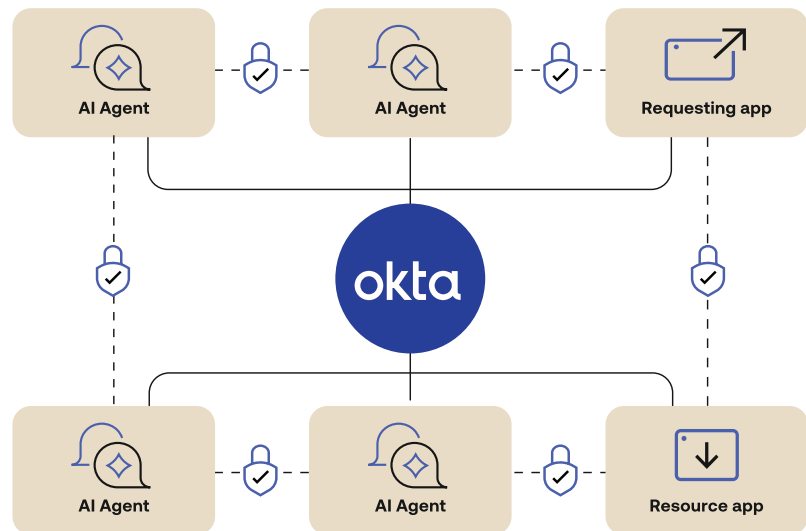 AI Agent
AI Agent
Requesting app
okta
AI Agent
AI Agent
Resource app